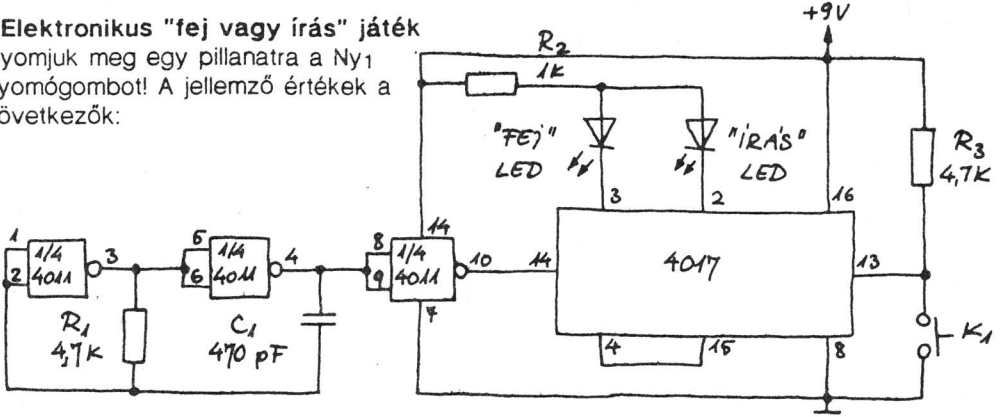 Elektronikus "fej vagy írás" játék
yomjuk meg egy pillanatra a Ny1
yomógombot! A jellemző értékek a
övetkezők:
+9V
R2
1K
"FEJ"
LED
"ÍRÁS"
LED
R3
4,7K
3
2
16
14
1
2
1/4
4011
3
5
6
1/4
4011
4
8
9
1/4
4011
10
7
14
4017
13
4
15
8
R1
4,7K
C1
470 pF
K1